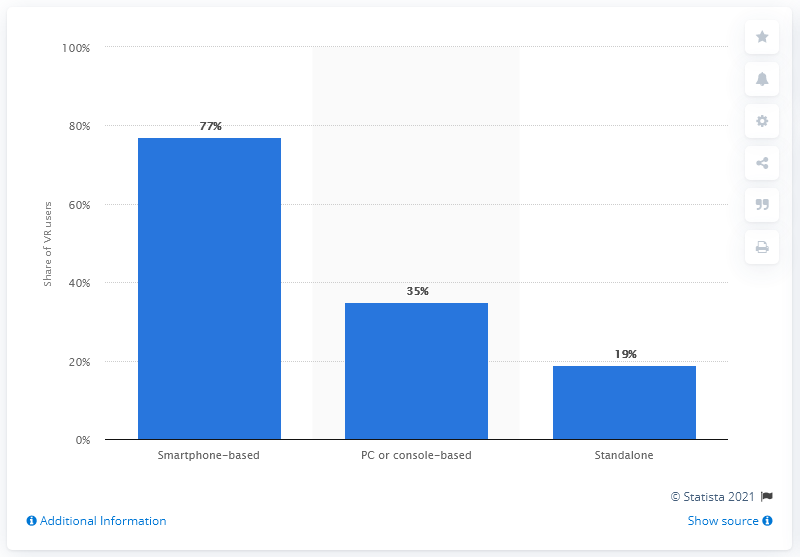 100%
77%
80%
60%
Share of VR users
40%
35%
20%
19%
0%
Smartphone-based PC or console-based Standalone
© Statista 2021
Additional Information Show source